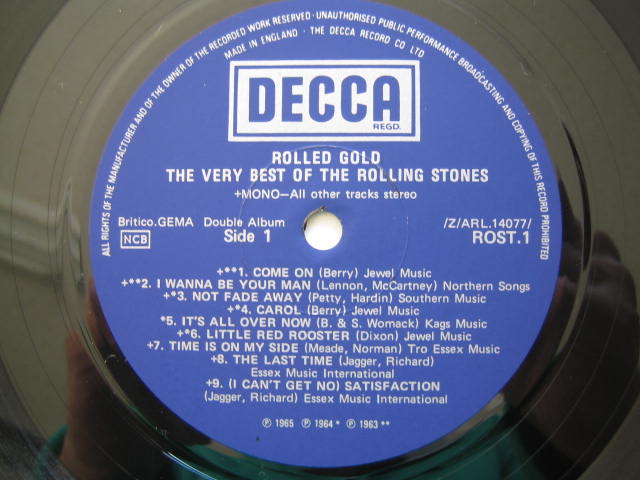 ALL RIGHTS OF THE MANUFACTURER AND OF THE OWNER OF THE RECORDED WORK RESERVED · UNAUTHORISED PUBLIC PERFORMANCE BROADCASTING AND COPYING OF THIS RECORD PROHIBITED
MADE IN ENGLAND · THE DECCA RECORD CO LTD
DECCA
REGD.
ROLLED GOLD
THE VERY BEST OF THE ROLLING STONES
+MONO—All other tracks stereo
Britico.GEMA Double Album /Z/ARL.14077/
NCB Side 1 ROST.1
+**1. COME ON (Berry) Jewel Music
+**2. I WANNA BE YOUR MAN (Lennon, McCartney) Northern Songs
+*3. NOT FADE AWAY (Petty, Hardin) Southern Music
+*4. CAROL (Berry) Jewel Music
*5. IT'S ALL OVER NOW (B. & S. Womack) Kags Music
+*6. LITTLE RED ROOSTER (Dixon) Jewel Music
+7. TIME IS ON MY SIDE (Meade, Norman) Tro Essex Music
+8. THE LAST TIME (Jagger, Richard)
Essex Music International
+9. (I CAN'T GET NO) SATISFACTION
(Jagger, Richard) Essex Music International
Ⓟ 1965 Ⓟ 1964 * Ⓟ 1963 **